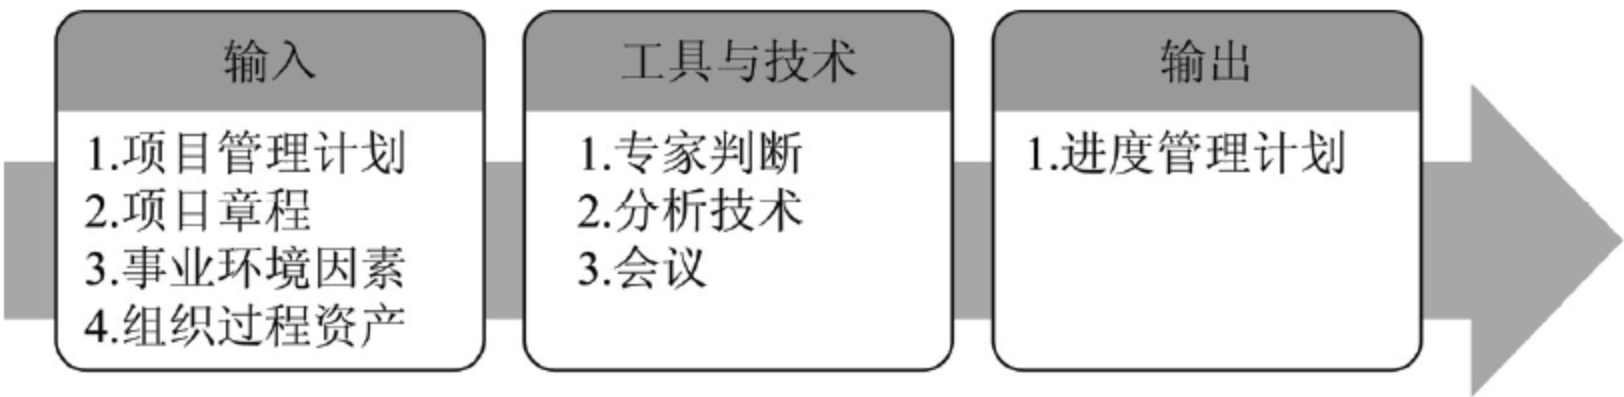 输入
1.项目管理计划
2.项目章程
3.事业环境因素
4.组织过程资产
工具与技术
1.专家判断
2.分析技术
3.会议
输出
1.进度管理计划